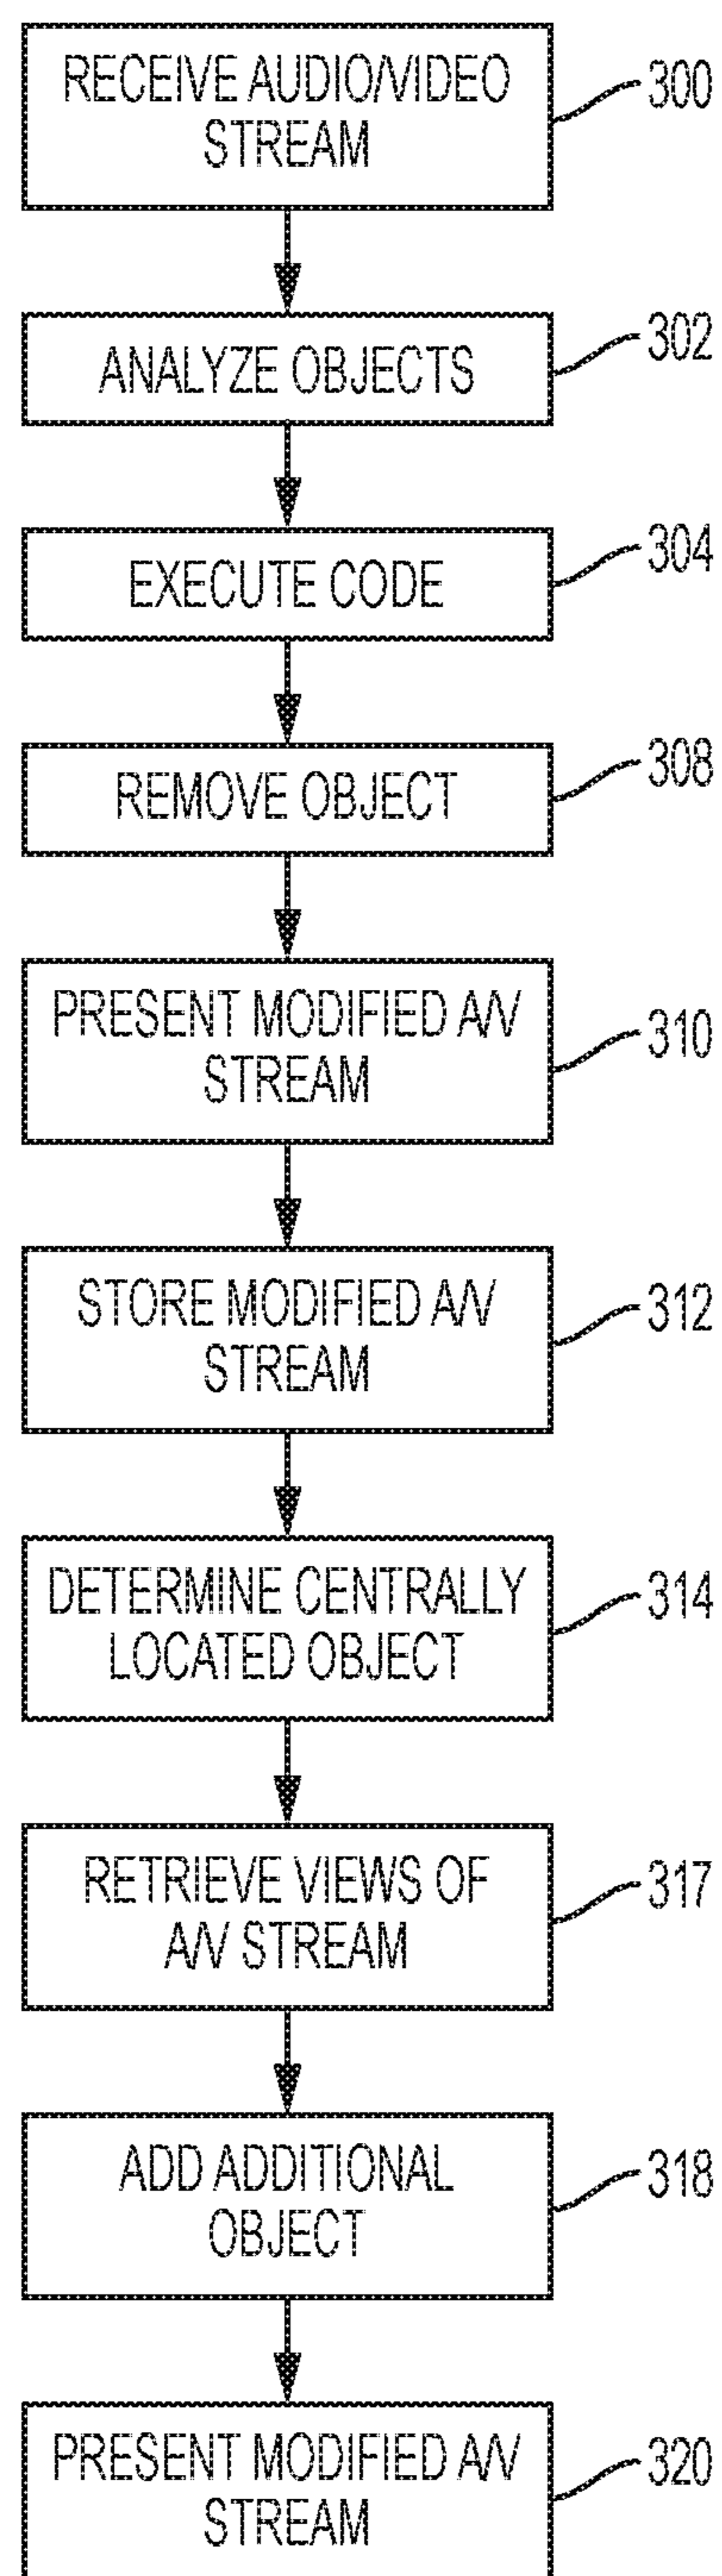 RECEIVE AUDIO/VIDEO
STREAM
300
ANALYZE OBJECTS
302
EXECUTE CODE
304
REMOVE OBJECT
308
PRESENT MODIFIED A/V
STREAM
310
STORE MODIFIED A/V
STREAM
312
DETERMINE CENTRALLY
LOCATED OBJECT
314
RETRIEVE VIEWS OF
A/V STREAM
317
ADD ADDITIONAL
OBJECT
318
PRESENT MODIFIED A/V
STREAM
320